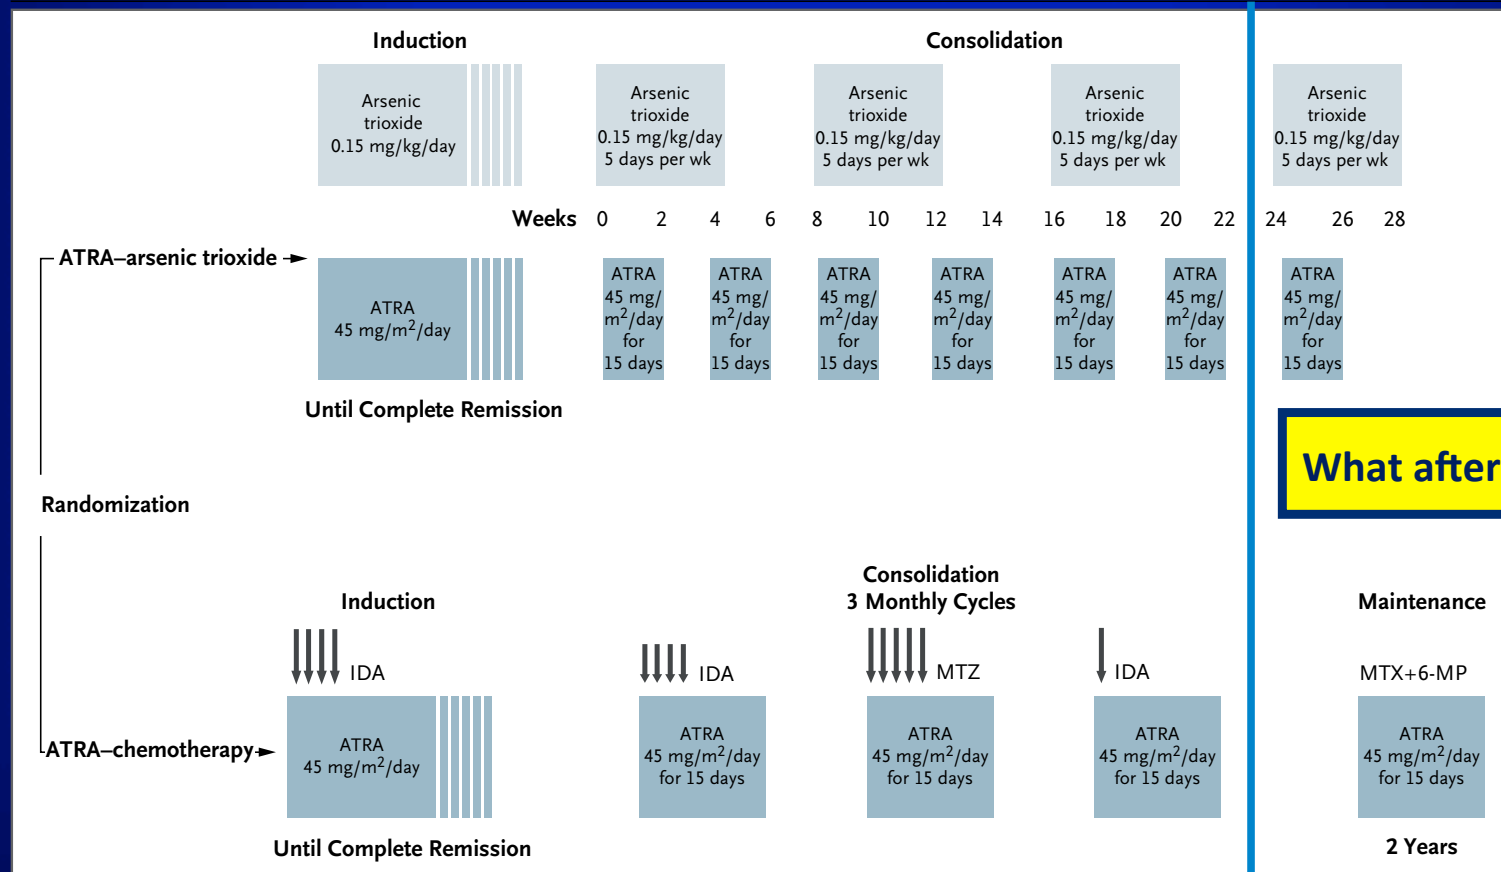 Induction
Consolidation
Arsenic
trioxide
0.15 mg/kg/day
Arsenic
trioxide
0.15 mg/kg/day
5 days per wk
Arsenic
trioxide
0.15 mg/kg/day
5 days per wk
Arsenic
trioxide
0.15 mg/kg/day
5 days per wk
Arsenic
trioxide
0.15 mg/kg/day
5 days per wk
Weeks 0 2 4 6 8 10 12 14 16 18 20 22 24 26 28
ATRA–arsenic trioxide
ATRA
45 mg/m²/day
ATRA
45 mg/
m²/day
for
15 days
ATRA
45 mg/
m²/day
for
15 days
ATRA
45 mg/
m²/day
for
15 days
ATRA
45 mg/
m²/day
for
15 days
ATRA
45 mg/
m²/day
for
15 days
ATRA
45 mg/
m²/day
for
15 days
ATRA
45 mg/
m²/day
for
15 days
Until Complete Remission
What after
Randomization
Induction
Consolidation
3 Monthly Cycles
Maintenance
IDA
IDA
MTZ
IDA
MTX+6-MP
ATRA–chemotherapy
ATRA
45 mg/m²/day
ATRA
45 mg/m²/day
for 15 days
ATRA
45 mg/m²/day
for 15 days
ATRA
45 mg/m²/day
for 15 days
ATRA
45 mg/m²/day
for 15 days
Until Complete Remission
2 Years